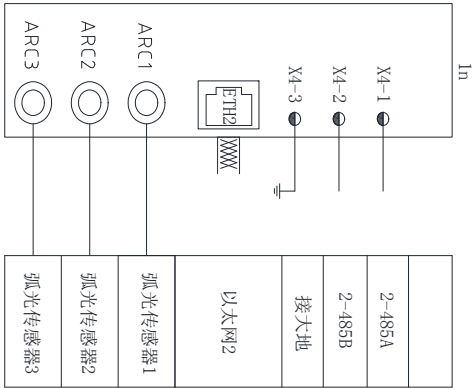 1n
X4-1
X4-2
X4-3
ETH2
ARC1
ARC2
ARC3
2-485A
2-485B
接大地
以太网2
弧光传感器1
弧光传感器2
弧光传感器3